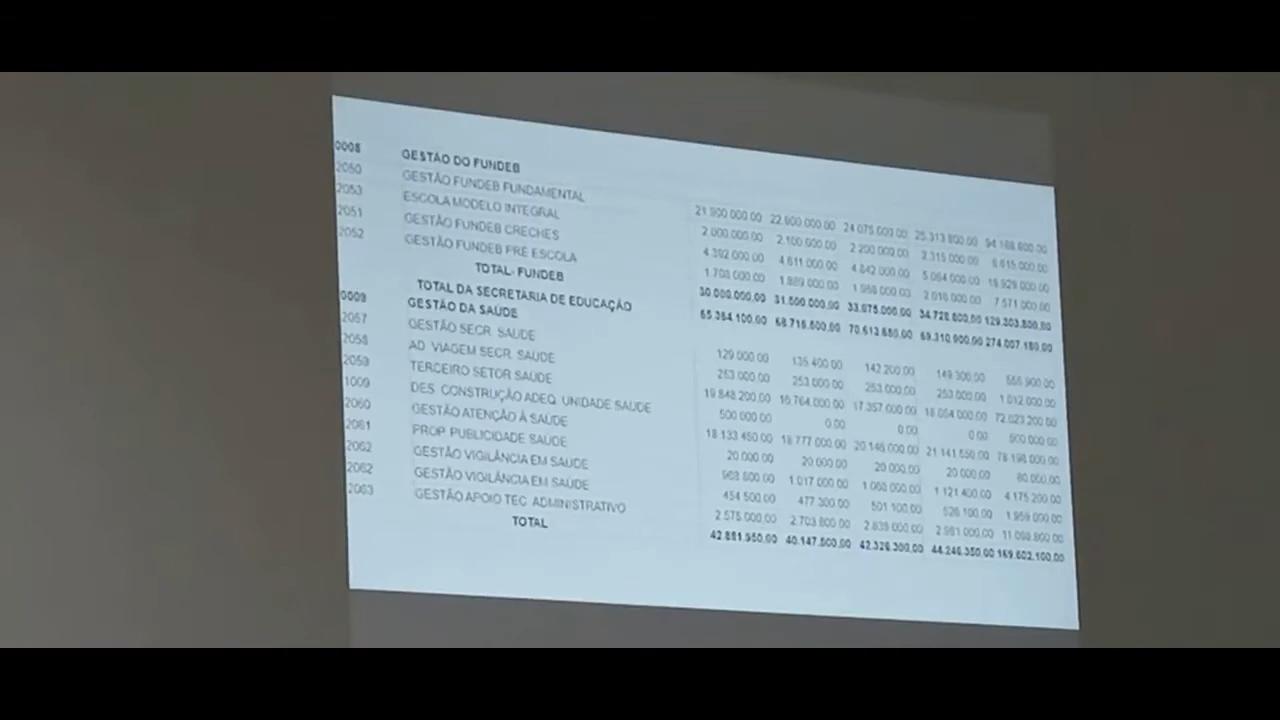 0008 GESTÃO DO FUNDEB
2050 GESTÃO FUNDEB FUNDAMENTAL 21.900.000,00 22.900.000,00 24.075.000,00 25.313.800,00 94.188.800,00
2053 ESCOLA MODELO INTEGRAL 2.000.000,00 2.100.000,00 2.200.000,00 2.315.000,00 8.615.000,00
2051 GESTÃO FUNDEB CRECHES 4.392.000,00 4.611.000,00 4.842.000,00 5.084.000,00 18.929.000,00
2052 GESTÃO FUNDEB PRÉ ESCOLA 1.708.000,00 1.889.000,00 1.958.000,00 2.016.000,00 7.571.000,00
TOTAL- FUNDEB 30.000.000,00 31.500.000,00 33.075.000,00 34.728.800,00 129.303.800,00
TOTAL DA SECRETARIA DE EDUCAÇÃO 65.384.100,00 69.310.900,00
0009 GESTÃO DA SAÚDE
2057 GESTÃO SECR. SAUDE 129.000,00 135.400,00 142.200,00 149.300,00 555.900,00
2058 AD. VIAGEM SECR. SAÚDE 253.000,00 253.000,00 253.000,00 253.000,00 1.012.000,00
2059 TERCEIRO SETOR SAÚDE 19.848.200,00 16.764.000,00 17.357.000,00 18.054.000,00 72.023.200,00
1009 DES. CONSTRUÇÃO ADEQ. UNIDADE SAUDE 500.000,00 0,00 0,00 0,00 500.000,00
2060 GESTÃO ATENÇÃO À SAÚDE 18.133.450,00 18.777.000,00 20.146.000,00 21.141.550,00 78.198.000,00
2061 PROP. PUBLICIDADE SAÚDE 20.000,00 20.000,00 20.000,00 20.000,00 80.000,00
2062 GESTÃO VIGILÂNCIA EM SAUDE 968.800,00 1.017.000,00 1.068.000,00 1.121.400,00 4.175.200,00
2062 GESTÃO VIGILÂNCIA EM SAÚDE 454.500,00 477.300,00 501.100,00 526.100,00 1.959.000,00
2063 GESTÃO APOIO TEC. ADMINISTRATIVO 2.575.000,00 2.703.800,00 2.839.000,00 2.981.000,00 11.098.800,00
TOTAL 42.881.950,00 40.147.500,00 42.326.300,00 44.246.350,00 169.602.100,00